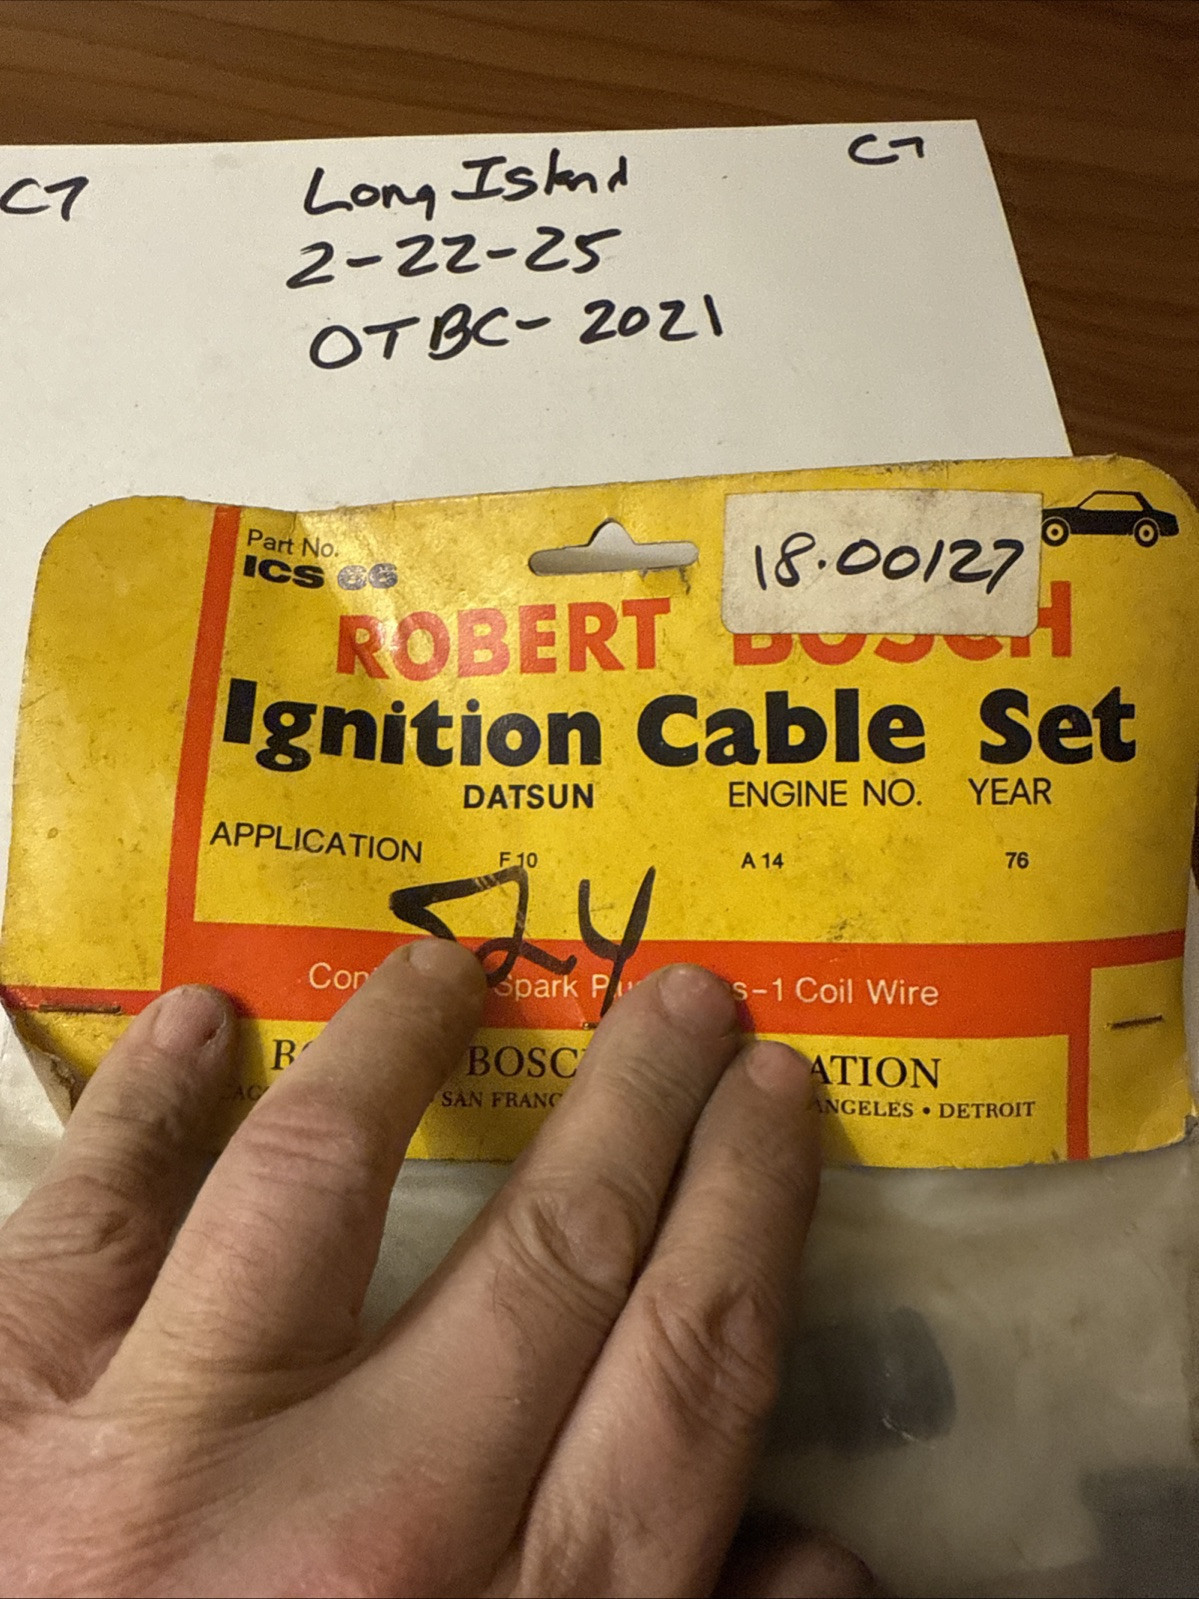 C7 Long Island C7
2-22-25
OTBC-2021
Part No.
ICS 66
18.00127
ROBERT BOSCH
Ignition Cable Set
DATSUN ENGINE NO. YEAR
APPLICATION F 10 A 14 76
24
Spark -1 Coil Wire
BOSC ATION
SAN FRANC ANGELES • DETROIT